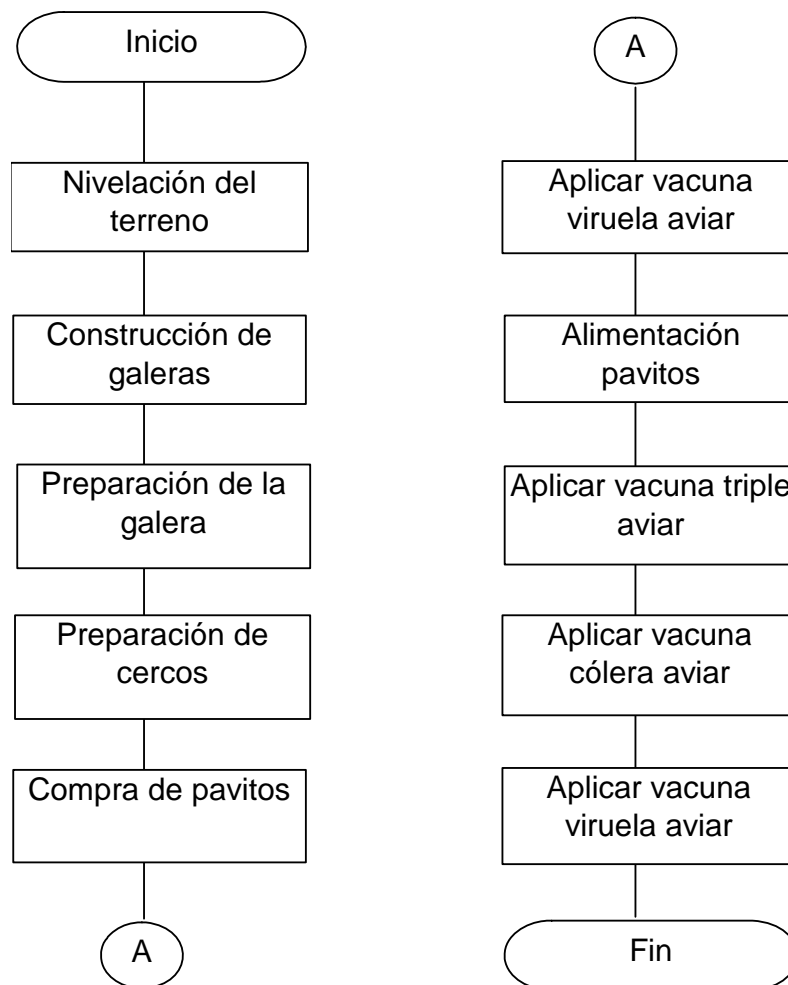 Inicio
Nivelación del
terreno
Construcción de
galeras
Preparación de la
galera
Preparación de
cercos
Compra de pavitos
A
A
Aplicar vacuna
viruela aviar
Alimentación
pavitos
Aplicar vacuna triple
aviar
Aplicar vacuna
cólera aviar
Aplicar vacuna
viruela aviar
Fin